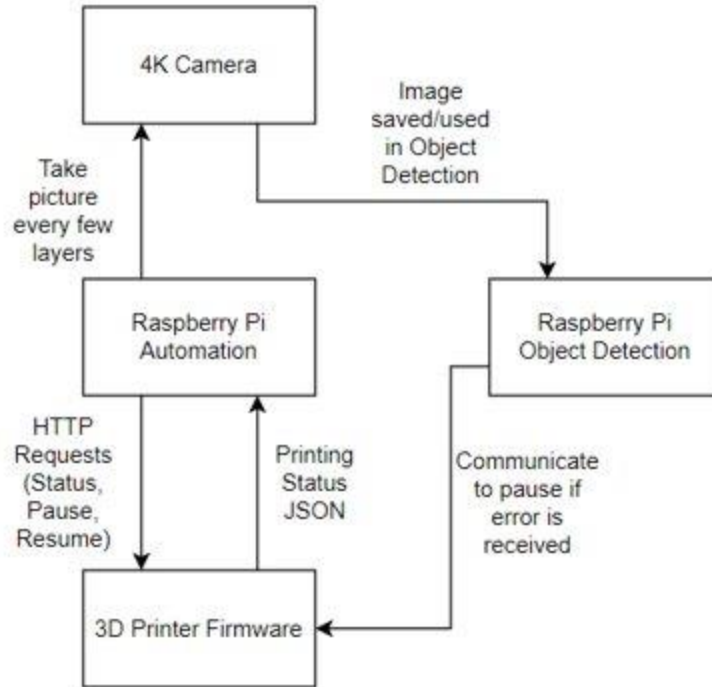 4K Camera
Image
saved/used
in Object
Detection
Take
picture
every few
layers
Raspberry Pi
Automation
Raspberry Pi
Object Detection
HTTP
Requests
(Status,
Pause,
Resume)
Printing
Status
JSON
Communicate
to pause if
error is
received
3D Printer Firmware